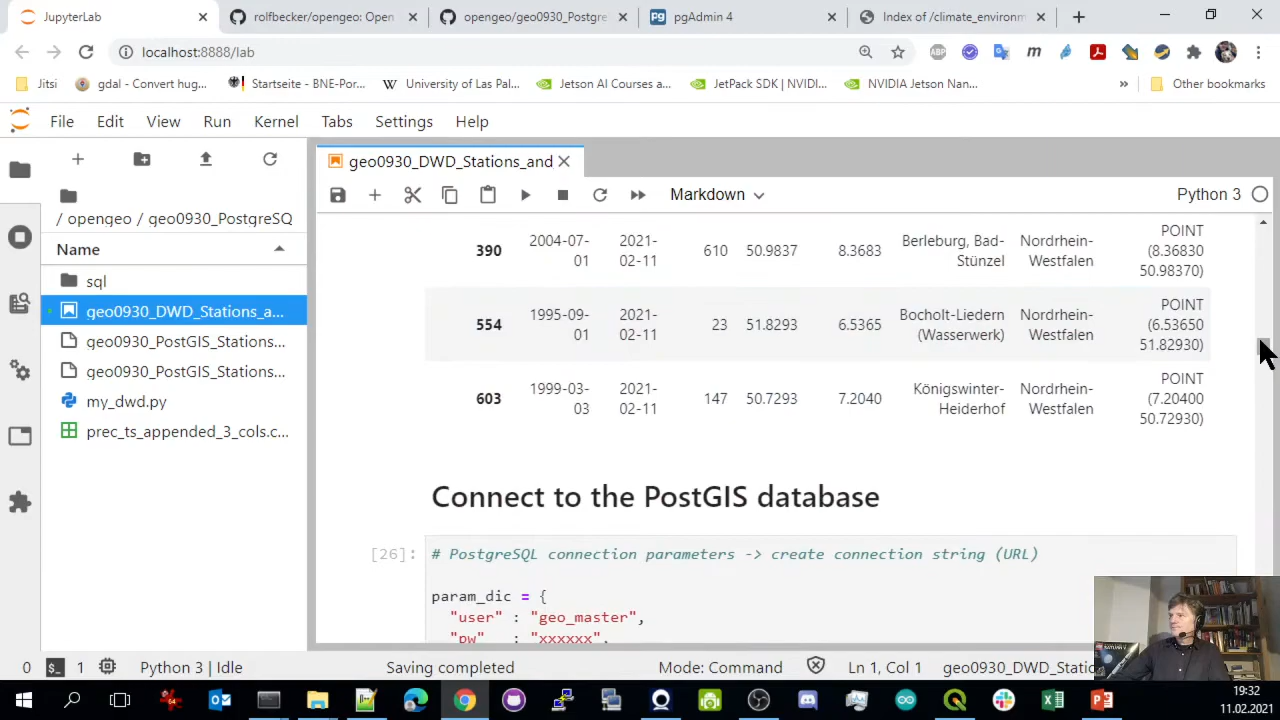 JupyterLab
rolfbecker/opengeo: Open
opengeo/geo0930_Postgre
pgAdmin 4
Index of /climate_environm
localhost:8888/lab
Jitsi
gdal - Convert hug...
Startseite – BNE-Por...
University of Las Pal...
Jetson AI Courses a...
JetPack SDK | NVIDI...
NVIDIA Jetson Nan...
Other bookmarks
File
Edit
View
Run
Kernel
Tabs
Settings
Help
/ opengeo / geo0930_PostgreSQ
Name
sql
geo0930_DWD_Stations_a...
geo0930_PostGIS_Stations...
geo0930_PostGIS_Stations...
my_dwd.py
prec_ts_appended_3_cols.c...
geo0930_DWD_Stations_and
Markdown
Python 3
390 2004-07-01 2021-02-11 610 50.9837 8.3683 Berleburg, Bad-Stünzel Nordrhein-Westfalen POINT (8.36830 50.98370)
554 1995-09-01 2021-02-11 23 51.8293 6.5365 Bocholt-Liedern (Wasserwerk) Nordrhein-Westfalen POINT (6.53650 51.82930)
603 1999-03-03 2021-02-11 147 50.7293 7.2040 Königswinter-Heiderhof Nordrhein-Westfalen POINT (7.20400 50.72930)
Connect to the PostGIS database
[26]:
# PostgreSQL connection parameters -> create connection string (URL)
param_dic = {
"user" : "geo_master",
"pw" : "xxxxxx",
0
1
Python 3 | Idle
Saving completed
Mode: Command
Ln 1, Col 1
geo0930_DWD_Statio
19:32
11.02.2021